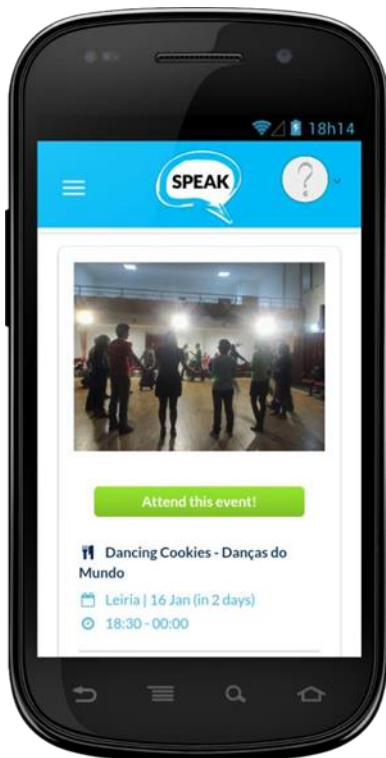 18h14
SPEAK
?
Attend this event!
Dancing Cookies - Danças do
Mundo
Leiria | 16 Jan (in 2 days)
18:30 - 00:00